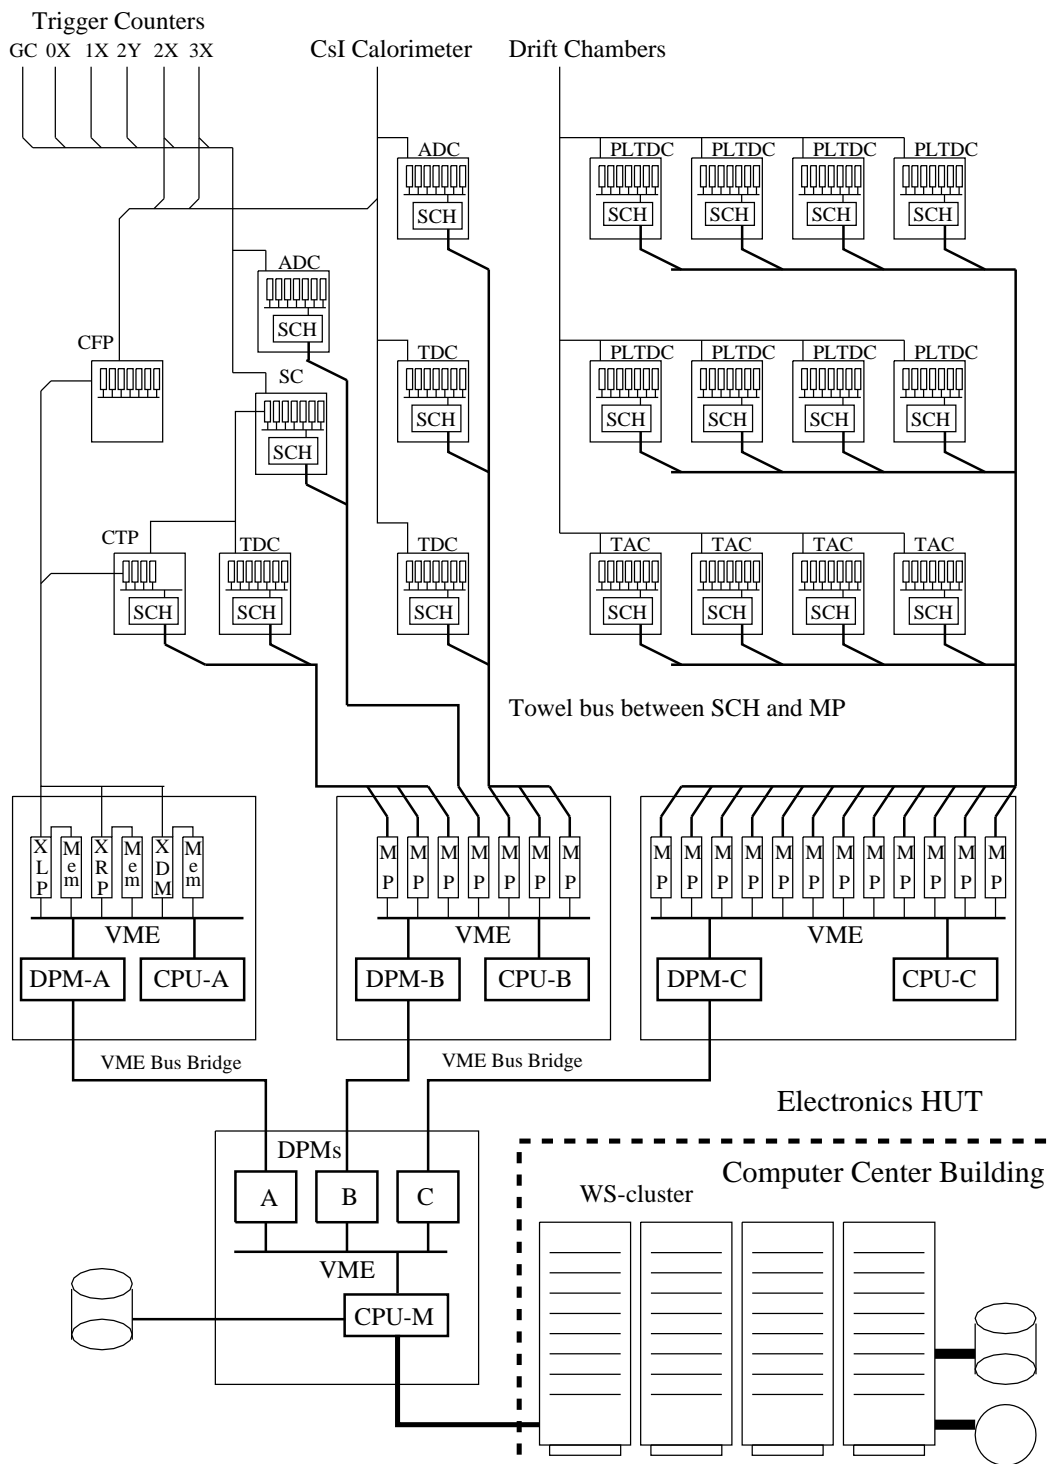 Trigger Counters
CsI Calorimeter
Drift Chambers
GC 0X 1X 2Y 2X 3X
ADC
PLTDC PLTDC PLTDC PLTDC
SCH
SCH SCH SCH SCH
ADC
SCH
CFP
TDC
PLTDC PLTDC PLTDC PLTDC
SC
SCH
SCH SCH SCH SCH
SCH
CTP
TDC
TDC
TAC TAC TAC TAC
SCH
SCH
SCH
SCH SCH SCH SCH
Towel bus between SCH and MP
XLP Mem XRP Mem XDM Mem
MP MP MP MP MP MP MP
MP MP MP MP MP MP MP MP MP MP MP MP
VME
VME
VME
DPM-A CPU-A
DPM-B CPU-B
DPM-C CPU-C
VME Bus Bridge
VME Bus Bridge
Electronics HUT
DPMs
Computer Center Building
A B C
WS-cluster
VME
CPU-M